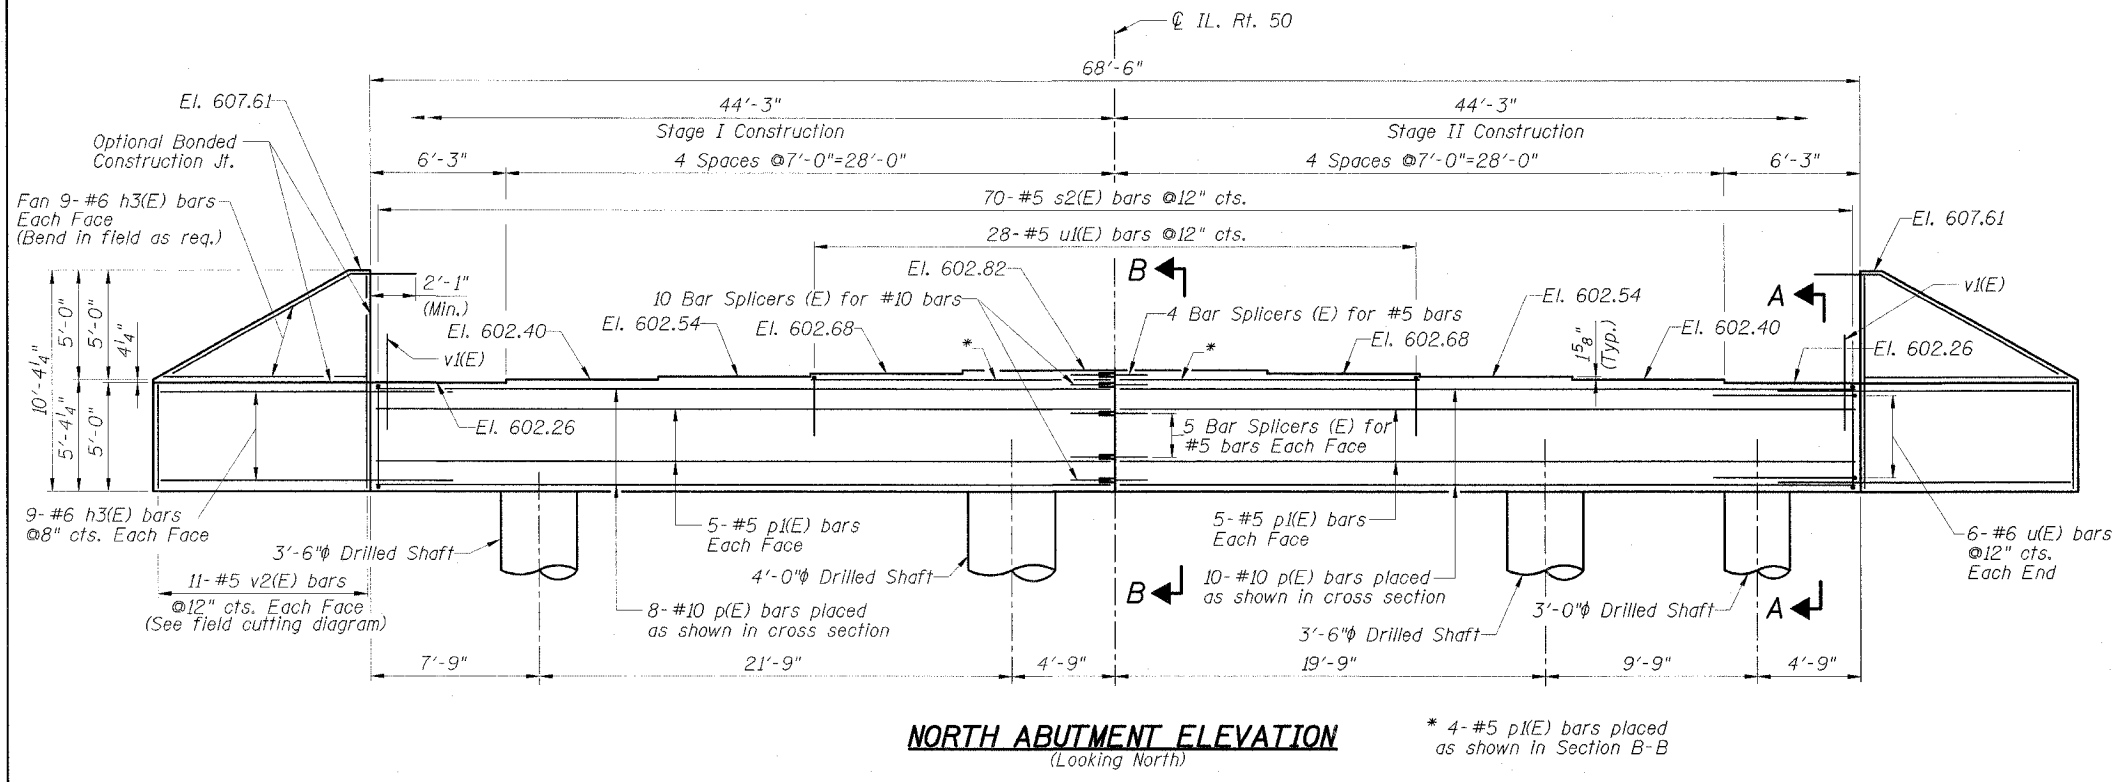 ℄ IL. Rt. 50
68'-6"
44'-3"
44'-3"
Stage I Construction
Stage II Construction
El. 607.61
Optional Bonded
Construction Jt.
6'-3"
4 Spaces @7'-0"=28'-0"
4 Spaces @7'-0"=28'-0"
6'-3"
Fan 9-#6 h3(E) bars
Each Face
(Bend in field as req.)
70-#5 s2(E) bars @12" cts.
El. 607.61
28-#5 u1(E) bars @12" cts.
El. 602.82
B
2'-1"
(Min.)
10 Bar Splicers (E) for #10 bars
El. 602.54
A
v1(E)
4 Bar Splicers (E) for #5 bars
El. 602.40
El. 602.54
El. 602.68
*
*
El. 602.68
1 5/8"
(Typ.)
El. 602.40
El. 602.26
v1(E)
10'-4 1/4"
5'-0"
5'-0"
4 1/4"
5'-4 1/4"
5'-0"
El. 602.26
5 Bar Splicers (E) for
#5 bars Each Face
9-#6 h3(E) bars
@8" cts. Each Face
5-#5 p1(E) bars
Each Face
5-#5 p1(E) bars
Each Face
6-#6 u(E) bars
@12" cts.
Each End
3'-6"ϕ Drilled Shaft
4'-0"ϕ Drilled Shaft
11-#5 v2(E) bars
@12" cts. Each Face
(See field cutting diagram)
8-#10 p(E) bars placed
as shown in cross section
B
10-#10 p(E) bars placed
as shown in cross section
3'-0"ϕ Drilled Shaft
A
3'-6"ϕ Drilled Shaft
7'-9"
21'-9"
4'-9"
19'-9"
9'-9"
4'-9"
NORTH ABUTMENT ELEVATION
(Looking North)
* 4-#5 p1(E) bars placed
as shown in Section B-B